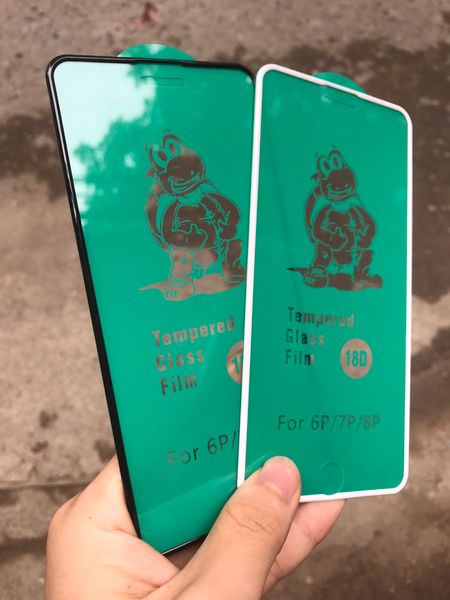 Tempered
Glass
Film
For 6P/
Tempered
Glass
Film
180
For 6P/7P/8P